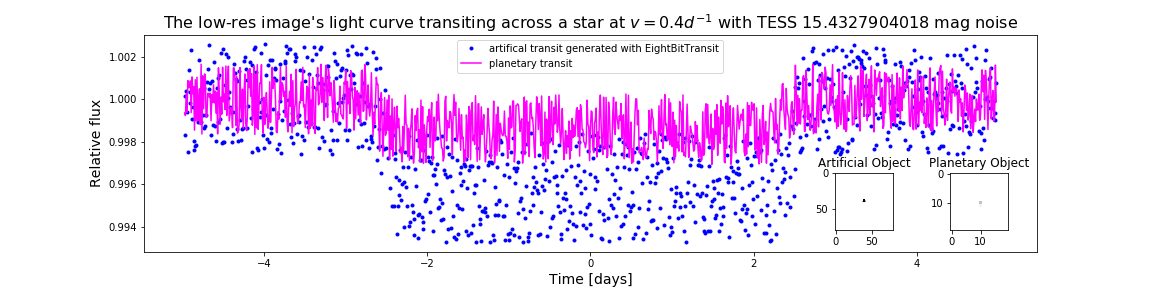 The low-res image's light curve transiting across a star at v = 0.4d⁻¹ with TESS 15.4327904018 mag noise
artifical transit generated with EightBitTransit
planetary transit
Relative flux
1.002
1.000
0.998
0.996
0.994
Artificial Object
0
50
0 50
Planetary Object
0
10
0 10
−4 −2 0 2 4
Time [days]